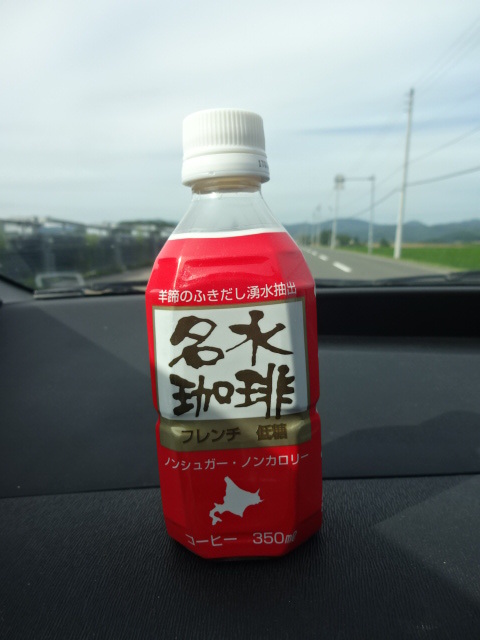 羊蹄のふきだし湧水抽出
名水
珈琲
フレンチ 低糖
ノンシュガー・ノンカロリー
コーヒー 350㎖